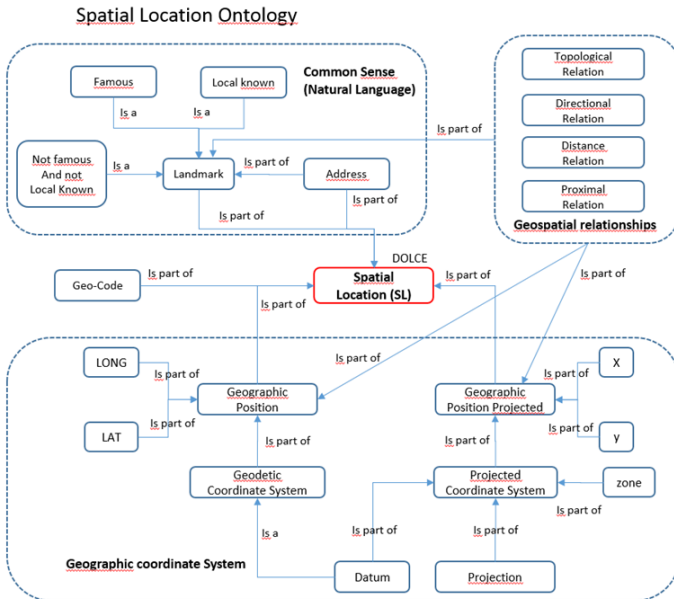 Spatial Location Ontology
Famous
Local known
Common Sense
(Natural Language)
Is a
Is a
Not famous
And not
Local Known
Is a
Landmark
Is part of
Address
Is part of
Is part of
Topological
Relation
Directional
Relation
Distance
Relation
Proximal
Relation
Geospatial relationships
Is part of
DOLCE
Geo-Code
Is part of
Spatial
Location (SL)
Is part of
Is part of
Is part of
Is part of
LONG
Is part of
LAT
Is part of
Geographic
Position
Geographic
Position Projected
Is part of
X
Is part of
y
Is part of
Is part of
Geodetic
Coordinate System
Projected
Coordinate System
zone
Is part of
Is a
Is part of
Is part of
Geographic coordinate System
Datum
Projection